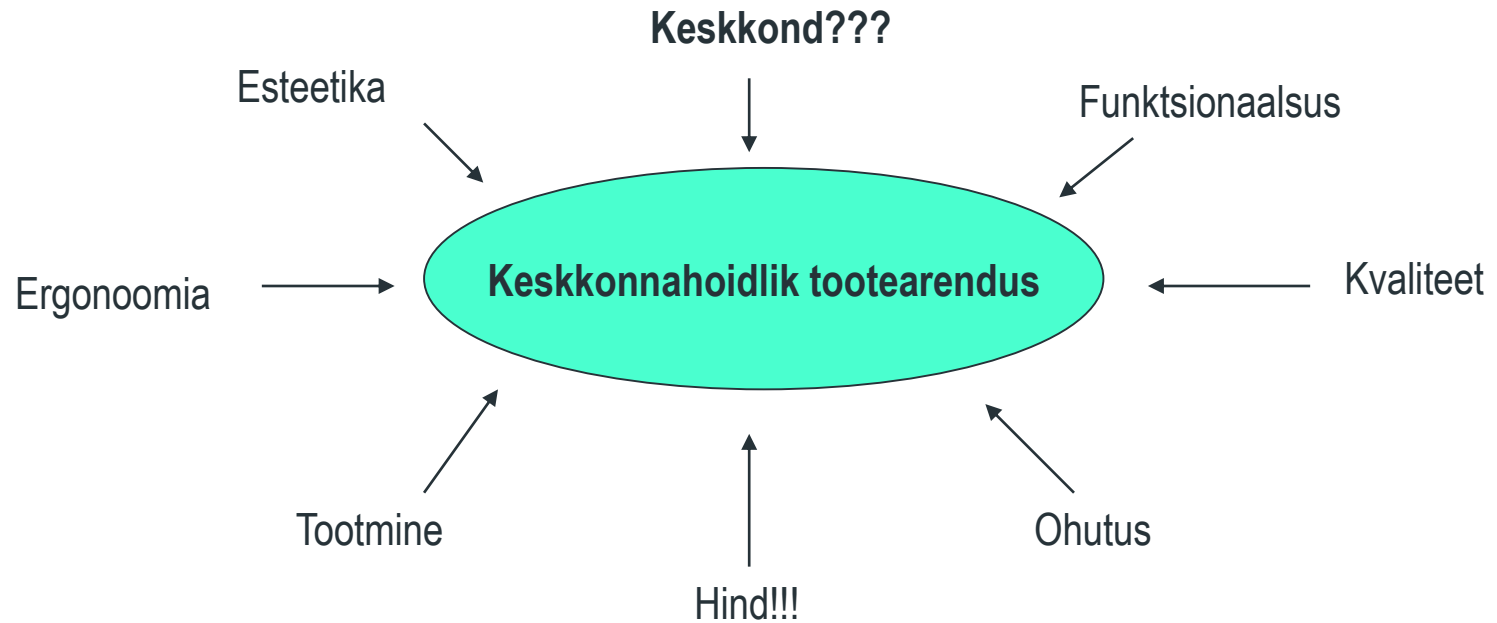 Keskkond???
Esteetika
Funktsionaalsus
Keskkonnahoidlik tootearendus
Ergonoomia
Kvaliteet
Tootmine
Ohutus
Hind!!!